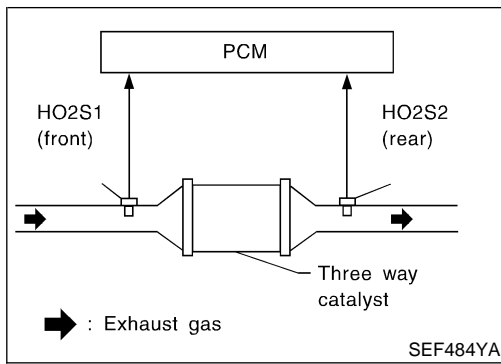 PCM
HO2S1
(front)
HO2S2
(rear)
Three way
catalyst
: Exhaust gas
SEF484YA